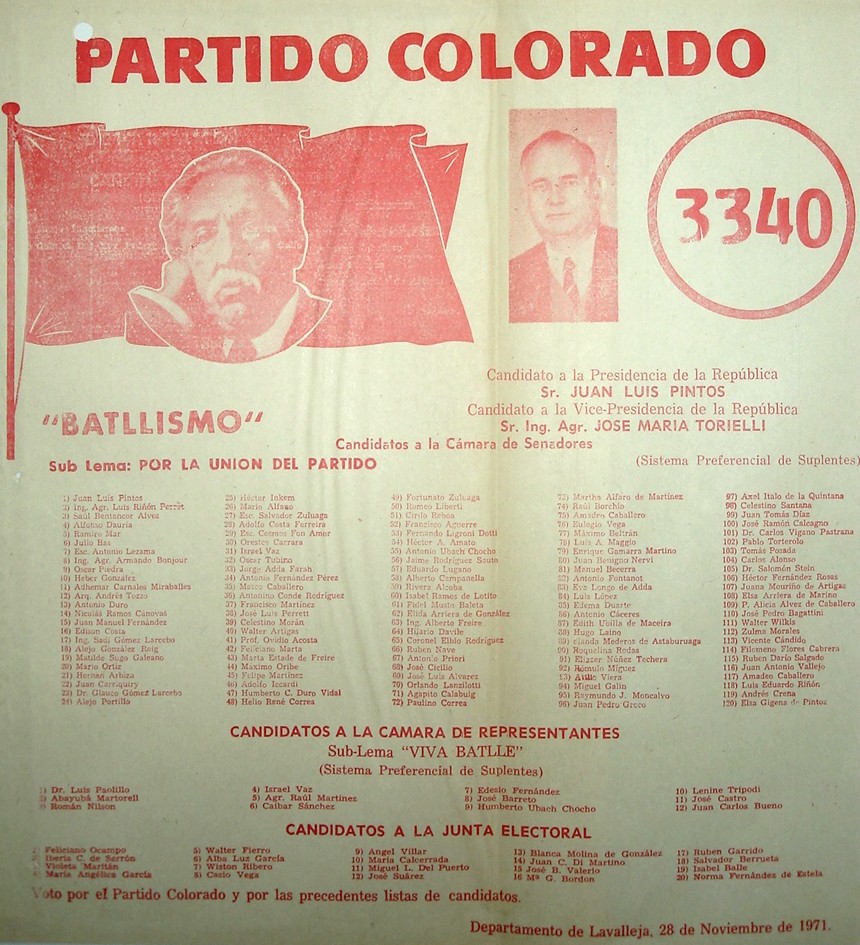 PARTIDO COLORADO
3340
Candidato a la Presidencia de la República
Sr. JUAN LUIS PINTOS
Candidato a la Vice-Presidencia de la República
Sr. Ing. Agr. JOSE MARIA TORIELLI
"BATLLISMO"
Candidatos a la Cámara de Senadores
Sub Lema: POR LA UNION DEL PARTIDO
(Sistema Preferencial de Suplentes)
1) Juan Luis Pintos
2) Ing. Agr. Luis Riñón Perrét
3) Saúl Bentancor Alvez
4) Alfonso Dauria
5) Ramiro Mar
6) Julio Bas
7) Esc. Antonio Lezama
8) Ing. Agr. Armando Bonjour
9) Oscar Piedra
10) Heber González
11) Adhemar Carnales Miraballes
12) Arq. Andrés Tozzo
13) Antonio Duro
14) Nicolás Ramos Cánovas
15) Juan Manuel Fernández
16) Edison Costa
17) Ing. Sadi Gómez Larcebo
18) Alejo González Roig
19) Matilde Sugo Galeano
20) Mario Ortiz
21) Hernari Arbiza
22) Juan Carriquiry
23) Dr. Glauco Gómez Larcebo
24) Alejo Portillo
25) Héctor Inkem
26) Mario Alfaro
27) Esc. Salvador Zuluaga
28) Adolfo Costa Ferreira
29) Esc. Cosmos Fon Amor
30) Orestes Carrara
31) Israel Vaz
32) Oscar Tubino
33) Jorge Adda Farah
34) Antonio Fernández Pérez
35) Marco Caballero
36) Antonino Conde Rodríguez
37) Francisco Martínez
38) José Luis Perrett
39) Celestino Morán
40) Walter Artigas
41) Prof. Ovidio Acosta
42) Feliciano Marta
43) Marta Estade de Freire
44) Máximo Oribe
45) Felipe Martínez
46) Adolfo Iccardi
47) Humberto C. Duro Vidal
48) Helio René Correa
49) Fortunato Zuluaga
50) Romeo Liberti
51) Cirilo Rehoa
52) Francisco Aguerre
53) Fernando Ligroni Dotti
54) Héctor A. Amato
55) Antonio Ubach Chocho
56) Jaime Rodríguez Souto
57) Eduardo Lugano
58) Alberto Campanella
59) Rivera Alcoba
60) Isabel Ramos de Lotito
61) Fidel Musto Baleta
62) Elida Arriera de González
63) Ing. Alberto Freire
64) Hilario Davile
65) Coronel Elbio Rodríguez
66) Ruben Nave
67) Antonio Priori
68) José Cicilio
69) José Luis Alvarez
70) Orlando Lanzilotti
71) Agapito Calabuig
72) Paulino Correa
73) Martha Alfaro de Martínez
74) Raúl Borchio
75) Amadeo Caballero
76) Eulogio Vega
77) Máximo Beltrán
78) Luis A. Maggio
79) Enrique Gamarra Martino
80) Juan Benigno Nervi
81) Manuel Becerra
82) Antonio Fontanot
83) Eva Longo de Adda
84) Luis López
85) Edema Duarte
86) Antonio Cáceres
87) Edith Usilla de Maceira
88) Hugo Laino
89) Irlanda Mederos de Astaburuaga
90) Roquelina Rodas
91) Eliezer Núñez Techera
92) Rómulo Míguez
93) Atilio Viera
94) Miguel Galin
95) Raymundo J. Moncalvo
96) Juan Pedro Greco
97) Axel Italo de la Quintana
98) Celestino Santana
99) Juan Tomás Díaz
100) José Ramón Calcagno
101) Dr. Carlos Vigano Pastrana
102) Pablo Torterolo
103) Tomás Posada
104) Carlos Alonso
105) Dr. Salomón Stein
106) Héctor Fernández Rosas
107) Juana Mouriño de Artigas
108) Elsa Arriera de Marino
109) P. Alicia Alvez de Caballero
110) José Pedro Bagattini
111) Walter Wilkis
112) Zulma Morales
113) Vicente Cándido
114) Filomeno Flores Cabrera
115) Ruben Darío Salgado
116) Juan Antonio Vallejo
117) Amadeo Caballero
118) Luis Eduardo Riñón
119) Andrés Crena
120) Elsa Gigena de Pintos
CANDIDATOS A LA CAMARA DE REPRESENTANTES
Sub-Lema "VIVA BATLLE"
(Sistema Preferencial de Suplentes)
1) Dr. Luis Paolillo
2) Abayubá Martorell
3) Román Nilson
4) Israel Vaz
5) Agr. Raúl Martínez
6) Caibar Sánchez
7) Edesio Fernández
8) José Barreto
9) Humberto Ubach Chocho
10) Lenine Tripodi
11) José Castro
12) Juan Carlos Bueno
CANDIDATOS A LA JUNTA ELECTORAL
1) Feliciano Ocampo
2) Iberia C. de Serrón
3) Violeta Maritán
4) María Angélica García
5) Walter Fierro
6) Alba Luz García
7) Wiston Ribero
8) Casio Vega
9) Angel Villar
10) María Calcerrada
11) Miguel L. Del Puerto
12) José Suárez
13) Blanca Molina de González
14) Juan C. Di Martino
15 José B. Valerio
16 Mª G. Bordon
17) Ruben Garrido
18) Salvador Berrueta
19) Isabel Balle
20) Norma Fernández de Estela
Voto por el Partido Colorado y por las precedentes listas de candidatos.
Departamento de Lavalleja, 28 de Noviembre de 1971.